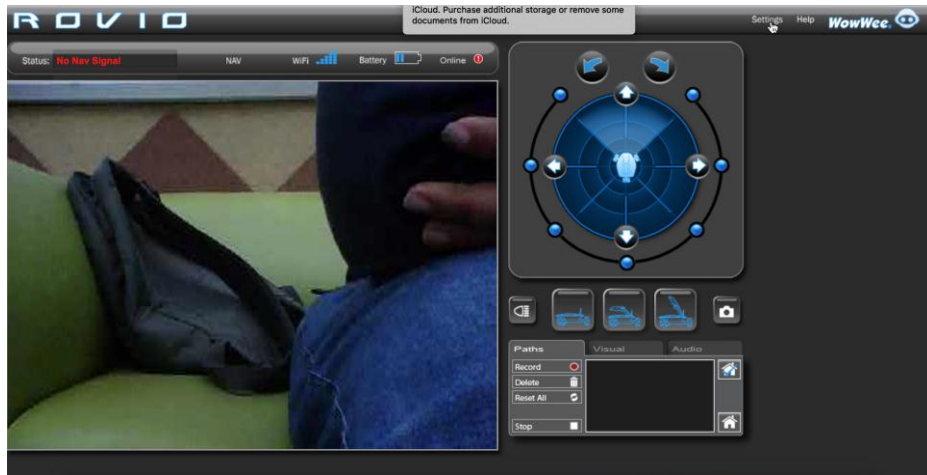 ROVIO
iCloud. Purchase additional storage or remove some
documents from iCloud.
Settings
Help
WowWee.
Status: No Nav Signal
NAV
WiFi
Battery
Online
Paths
Visual
Audio
Record
Delete
Reset All
Stop